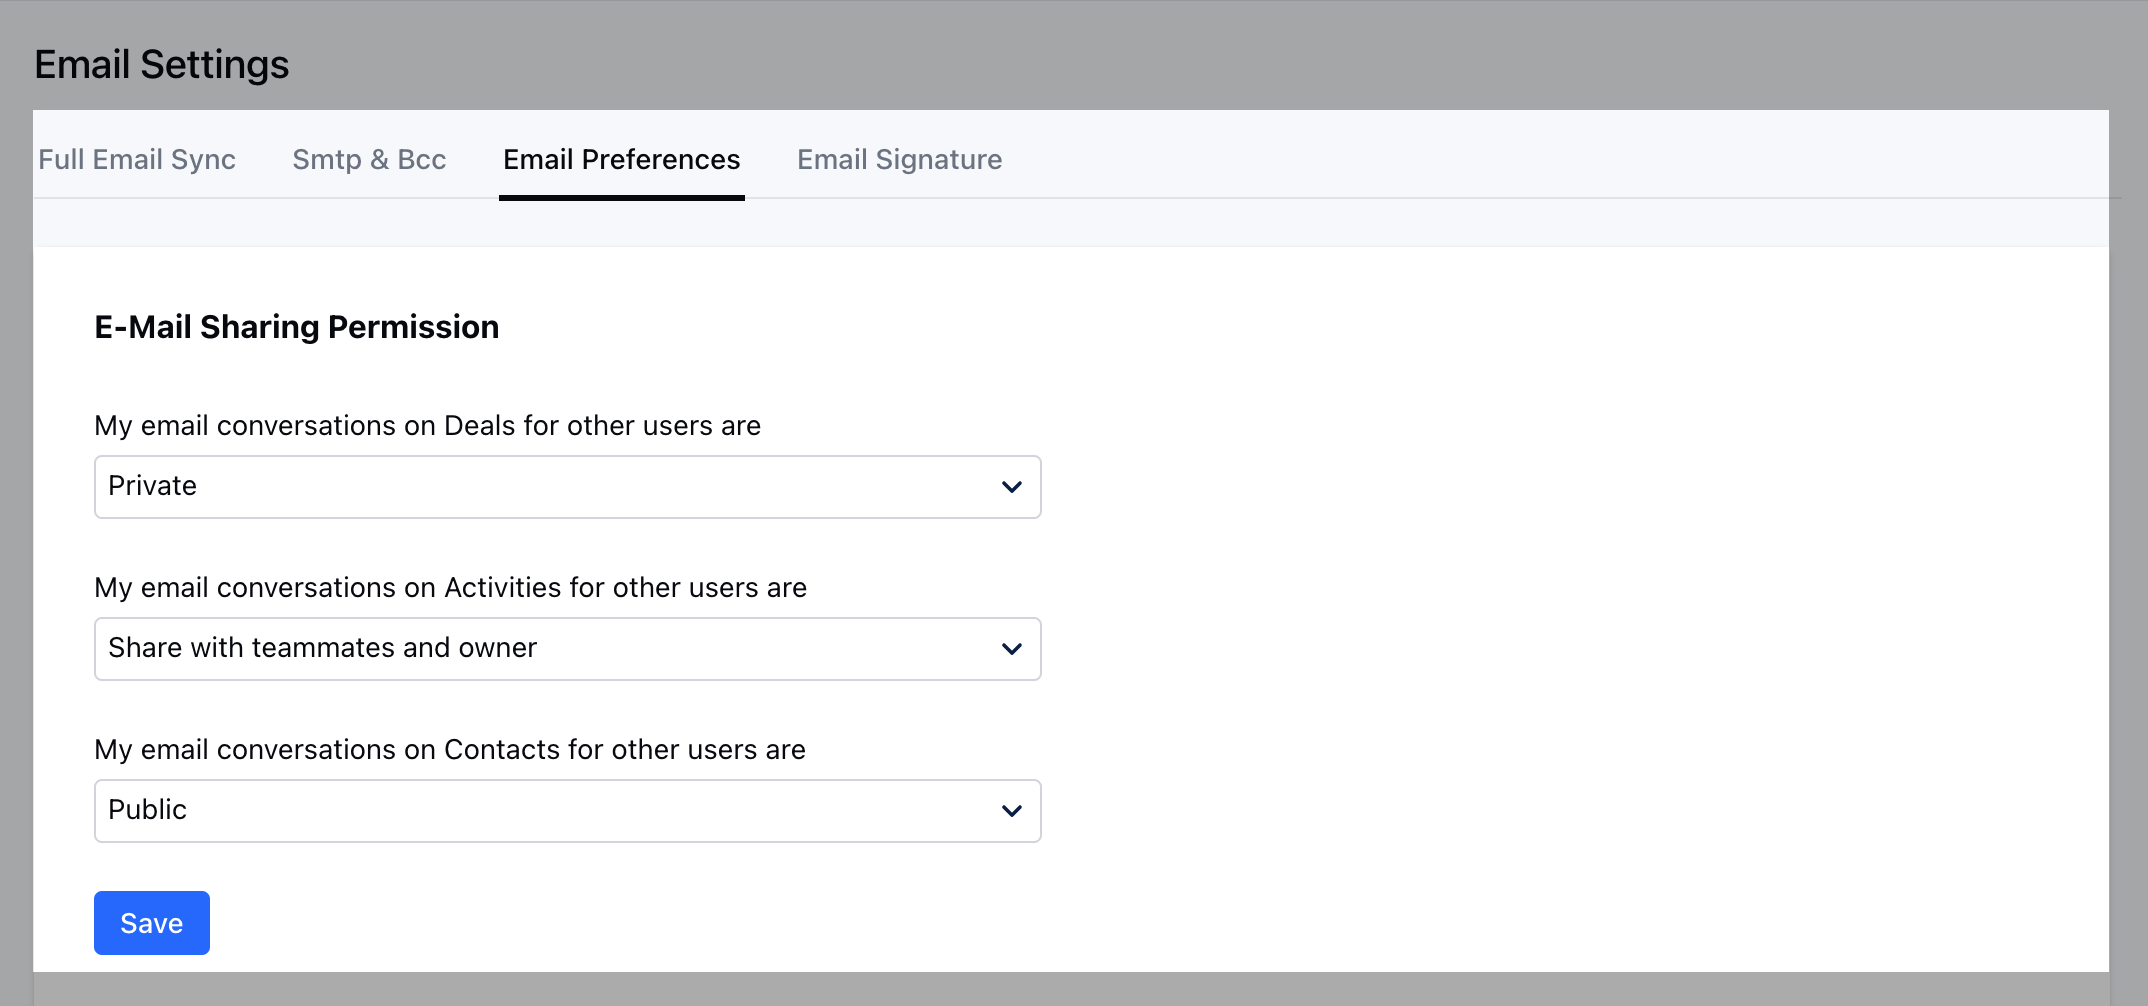 Email Settings
Full Email Sync Smtp & Bcc Email Preferences Email Signature
E-Mail Sharing Permission
My email conversations on Deals for other users are
Private
My email conversations on Activities for other users are
Share with teammates and owner
My email conversations on Contacts for other users are
Public
Save